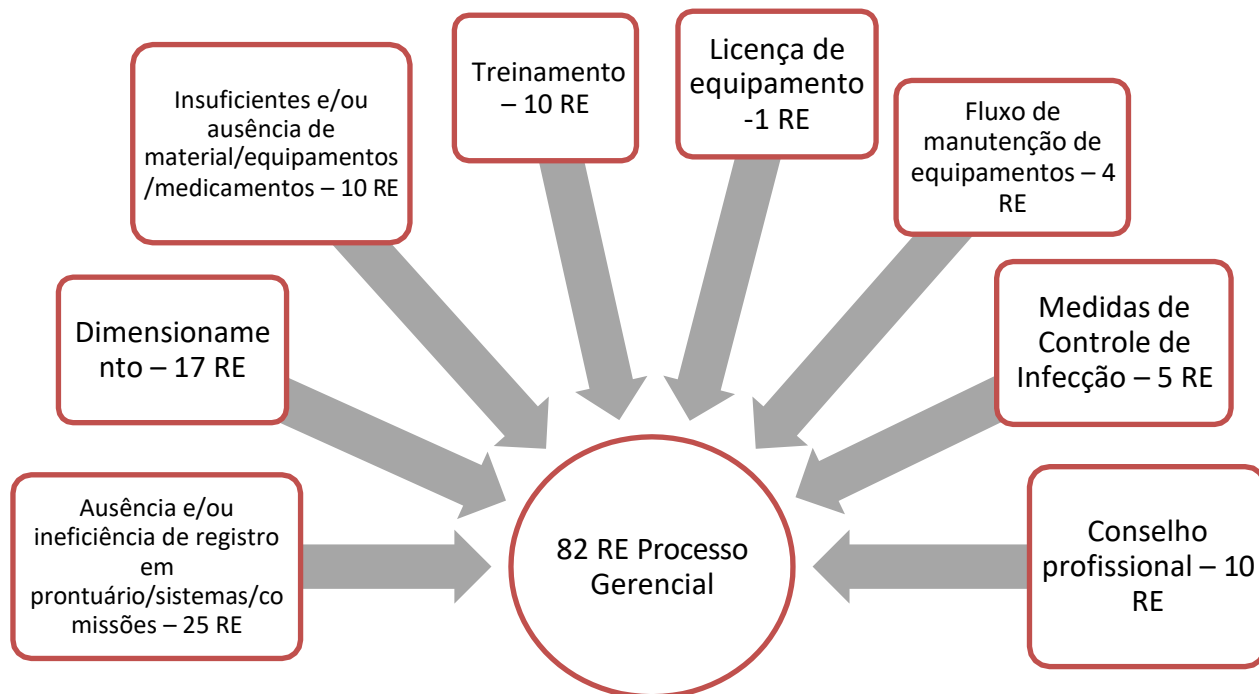 Ausência e/ou
ineficiência de registro
em
prontuário/sistemas/co
missões – 25 RE
Dimensioname
nto – 17 RE
Insuficientes e/ou
ausência de
material/equipamentos
/medicamentos – 10 RE
Treinamento
– 10 RE
Licença de
equipamento
-1 RE
Fluxo de
manutenção de
equipamentos – 4
RE
Medidas de
Controle de
Infecção – 5 RE
Conselho
profissional – 10
RE
82 RE Processo
Gerencial